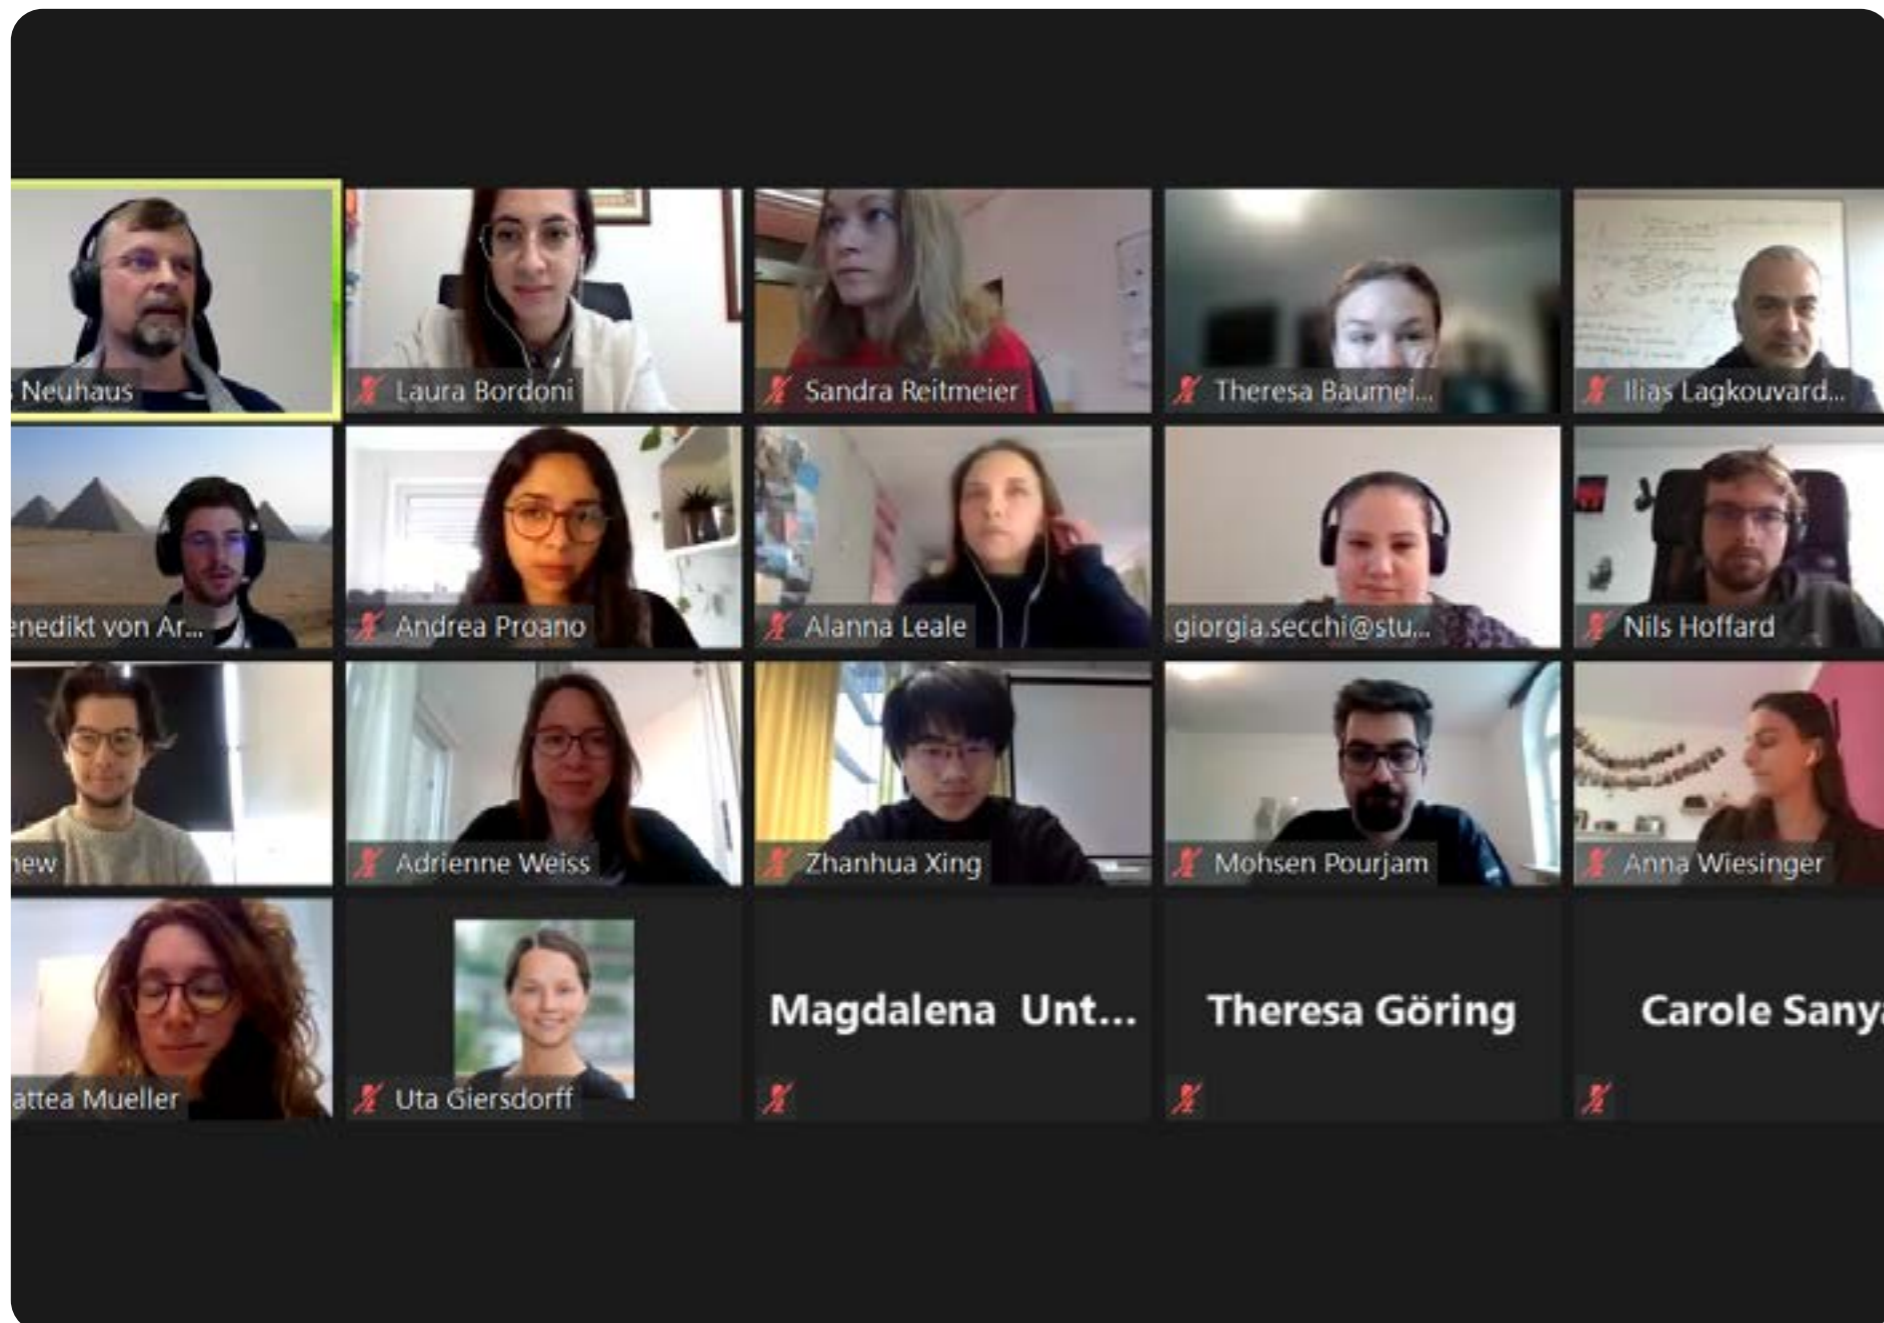 Neuhaus
Laura Bordoni
Sandra Reitmeier
Theresa Baumei...
Ilias Lagkouvard...
enedikt von Ar...
Andrea Proano
Alanna Leale
giorgia.secchi@stu...
Nils Hoffard
new
Adrienne Weiss
Zhanhua Xing
Mohsen Pourjam
Anna Wiesinger
attea Mueller
Uta Giersdorff
Magdalena Unt...
Theresa Göring
Carole Sanya